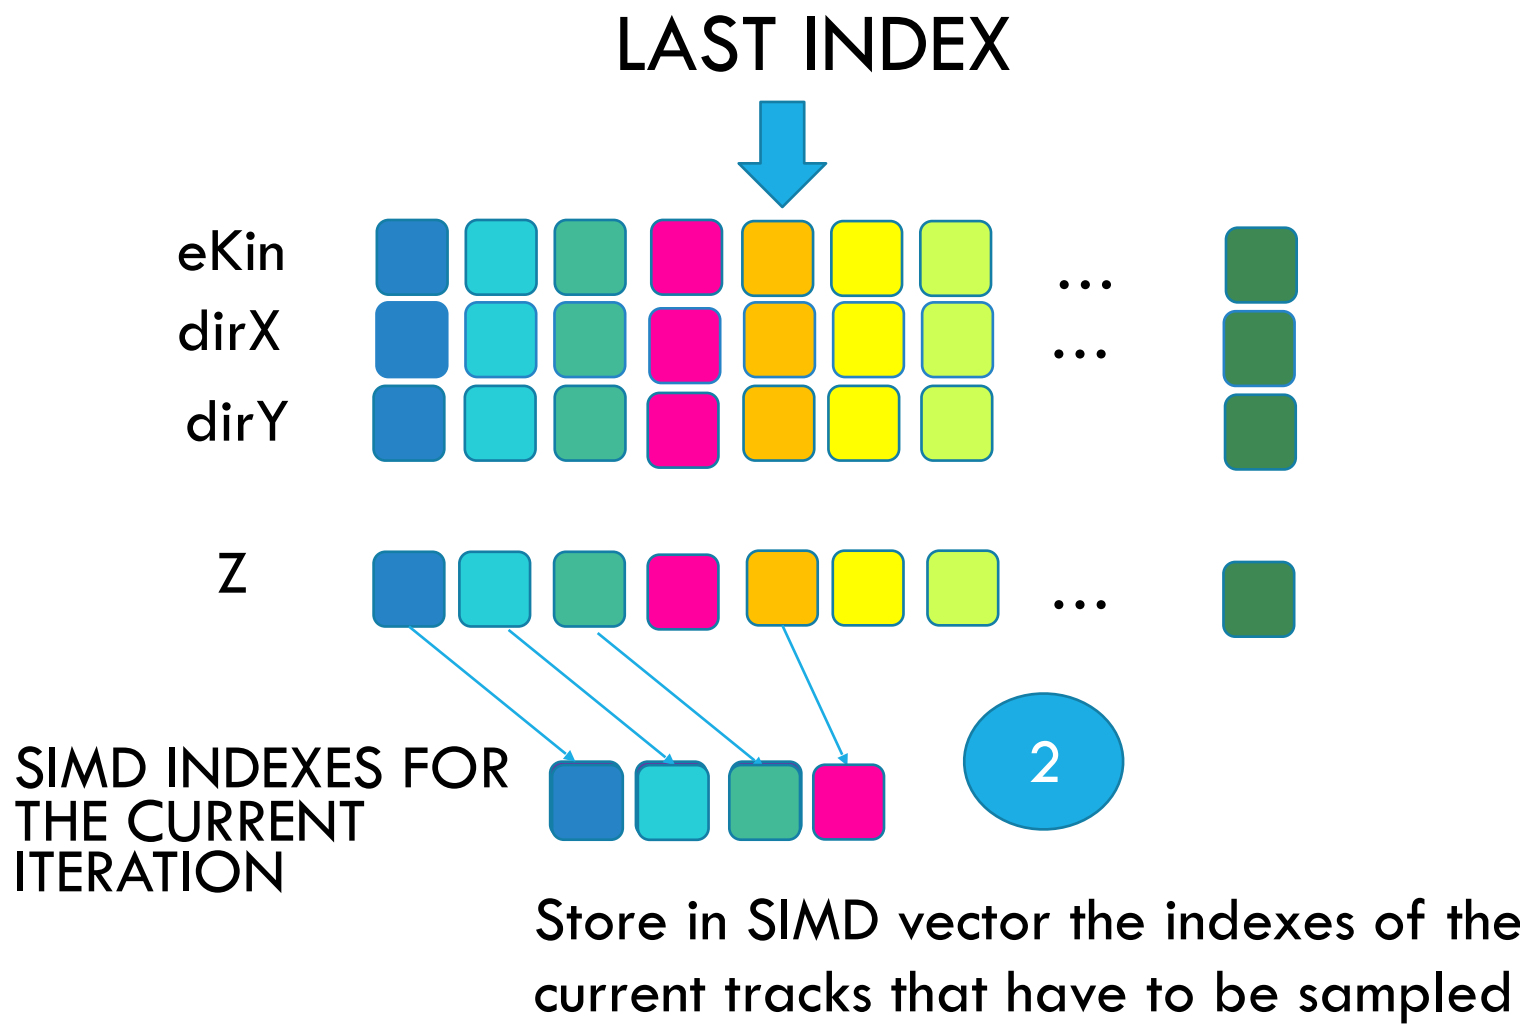 LAST INDEX
eKin
...
dirX
...
dirY
Z
...
SIMD INDEXES FOR
THE CURRENT
ITERATION
2
Store in SIMD vector the indexes of the
current tracks that have to be sampled